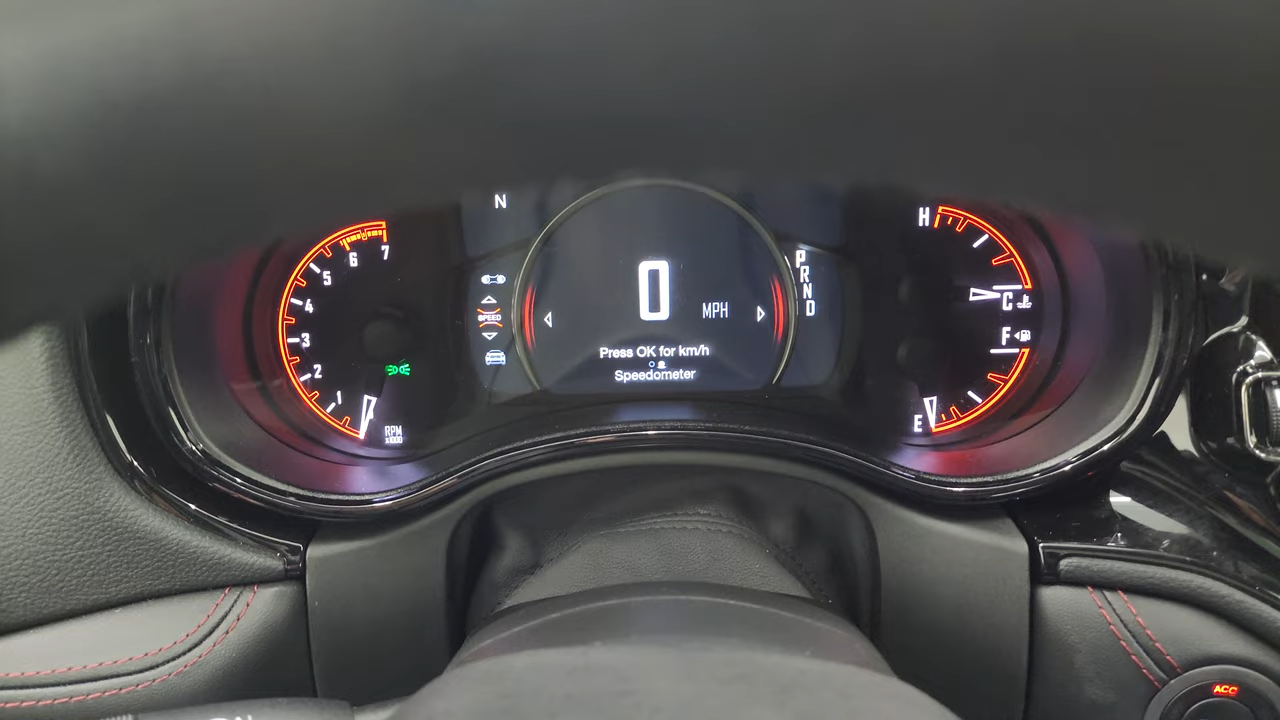 N
7
6
5
4
3
2
1
RPM
x1000
SPEED
0
MPH
Press OK for km/h
Speedometer
P
R
N
D
H
C
F
E
ACC